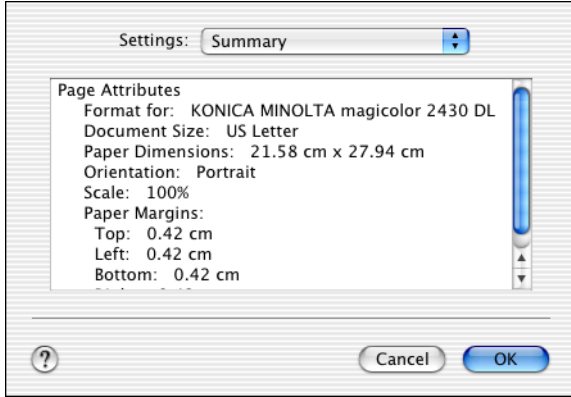 Settings: Summary
Page Attributes
Format for: KONICA MINOLTA magicolor 2430 DL
Document Size: US Letter
Paper Dimensions: 21.58 cm x 27.94 cm
Orientation: Portrait
Scale: 100%
Paper Margins:
Top: 0.42 cm
Left: 0.42 cm
Bottom: 0.42 cm
?
Cancel
OK